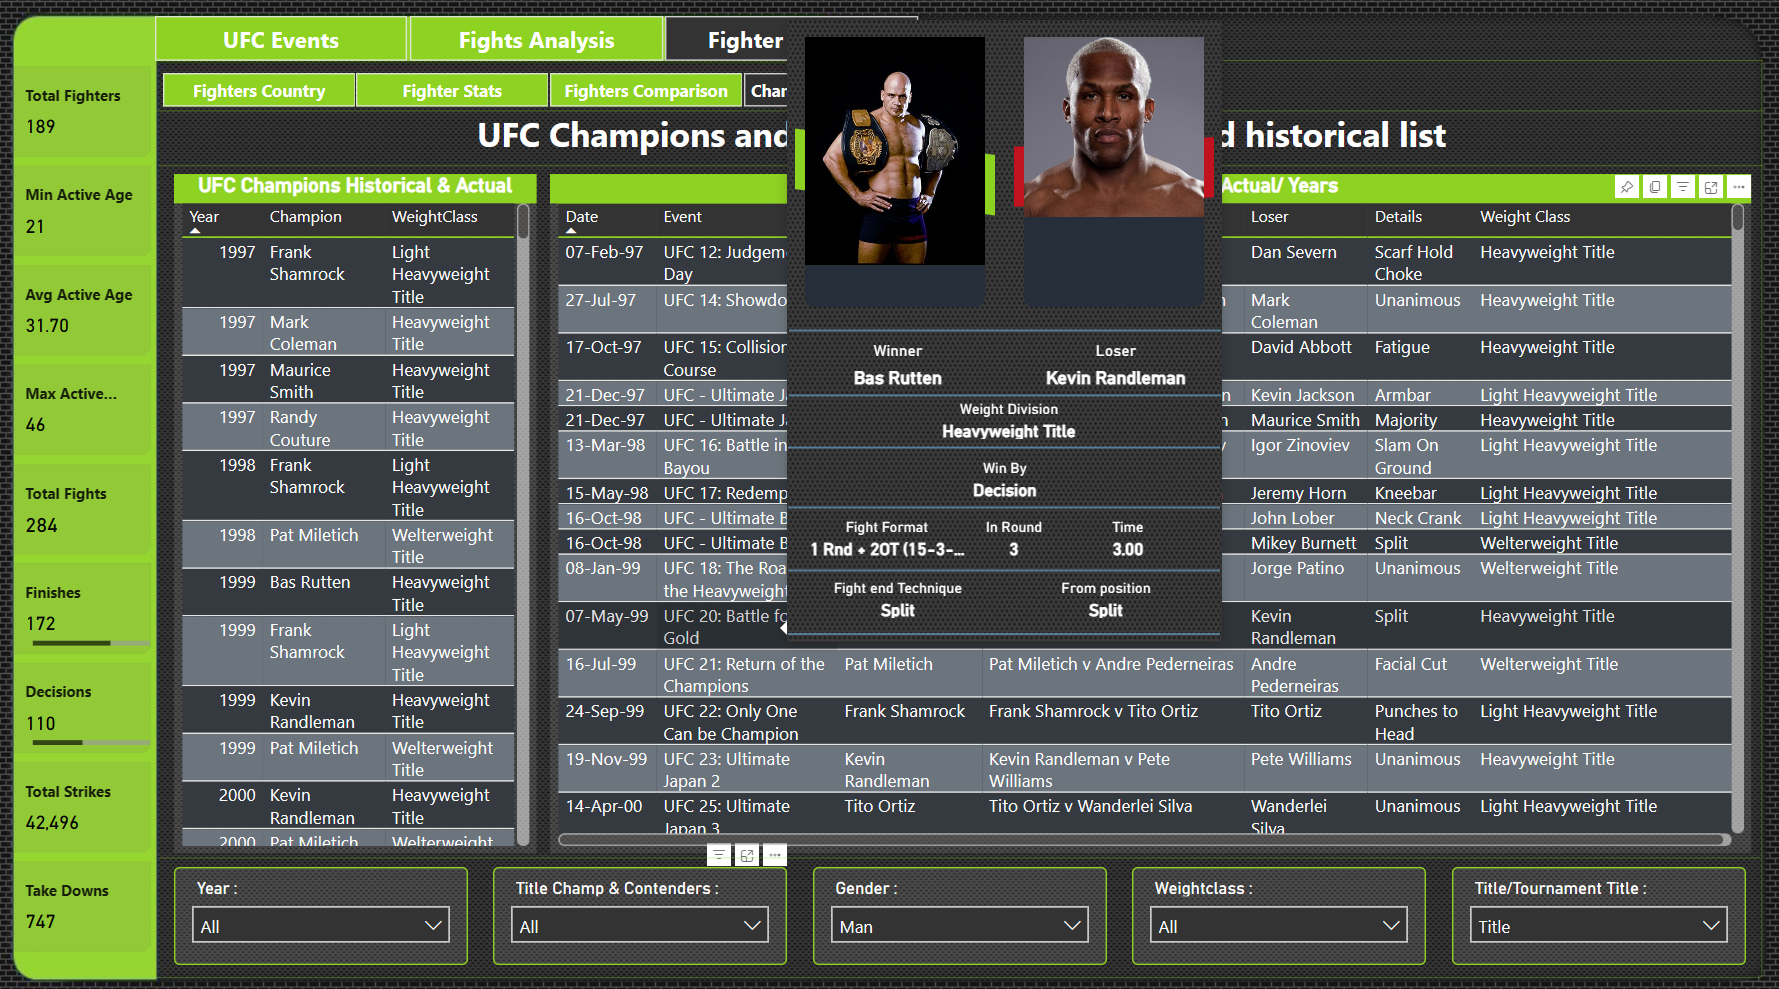 UFC Events
Fights Analysis
Fighter
Fighters Country
Fighter Stats
Fighters Comparison
UFC Champions and
d historical list
Total Fighters
189
Min Active Age
21
Avg Active Age
31.70
Max Active...
46
Total Fights
284
Finishes
172
Decisions
110
Total Strikes
42,496
Take Downs
747
UFC Champions Historical & Actual
Year Champion WeightClass
1997 Frank Light
Shamrock Heavyweight
Title
1997 Mark Heavyweight
Coleman Title
1997 Maurice Heavyweight
Smith Title
1997 Randy Heavyweight
Couture Title
1998 Frank Light
Shamrock Heavyweight
Title
1998 Pat Miletich Welterweight
Title
1999 Bas Rutten Heavyweight
Title
1999 Frank Light
Shamrock Heavyweight
Title
1999 Kevin Heavyweight
Randleman Title
1999 Pat Miletich Welterweight
Title
2000 Kevin Heavyweight
Randleman Title
2000 Pat Miletich Welterweight
Actual/ Years
Date Event Loser Details Weight Class
07-Feb-97 UFC 12: Judgem Dan Severn Scarf Hold Heavyweight Title
Day Choke
27-Jul-97 UFC 14: Showdo Mark Unanimous Heavyweight Title
Coleman
17-Oct-97 UFC 15: Collision David Abbott Fatigue Heavyweight Title
Course
21-Dec-97 UFC - Ultimate J Kevin Jackson Armbar Light Heavyweight Title
21-Dec-97 UFC - Ultimate J Maurice Smith Majority Heavyweight Title
13-Mar-98 UFC 16: Battle in Igor Zinoviev Slam On Light Heavyweight Title
Bayou Ground
15-May-98 UFC 17: Redemp Jeremy Horn Kneebar Light Heavyweight Title
16-Oct-98 UFC - Ultimate B John Lober Neck Crank Light Heavyweight Title
16-Oct-98 UFC - Ultimate B Mikey Burnett Split Welterweight Title
08-Jan-99 UFC 18: The Roa Jorge Patino Unanimous Welterweight Title
the Heavyweight
07-May-99 UFC 20: Battle fo Kevin Split Heavyweight Title
Gold Randleman
16-Jul-99 UFC 21: Return of the Pat Miletich Pat Miletich v Andre Pederneiras Andre Facial Cut Welterweight Title
Champions Pederneiras
24-Sep-99 UFC 22: Only One Frank Shamrock Frank Shamrock v Tito Ortiz Tito Ortiz Punches to Light Heavyweight Title
Can be Champion Head
19-Nov-99 UFC 23: Ultimate Kevin Kevin Randleman v Pete Pete Williams Unanimous Heavyweight Title
Japan 2 Randleman Williams
14-Apr-00 UFC 25: Ultimate Tito Ortiz Tito Ortiz v Wanderlei Silva Wanderlei Unanimous Light Heavyweight Title
Japan 3 Silva
Winner Loser
Bas Rutten Kevin Randleman
Weight Division
Heavyweight Title
Win By
Decision
Fight Format In Round Time
1 Rnd + 2OT (15-3-... 3 3.00
Fight end Technique From position
Split Split
Year :
All
Title Champ & Contenders :
All
Gender :
Man
Weightclass :
All
Title/Tournament Title :
Title